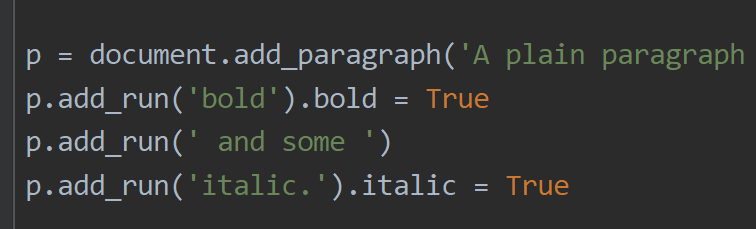 p = document.add_paragraph('A plain paragraph
p.add_run('bold').bold = True
p.add_run(' and some ')
p.add_run('italic.').italic = True